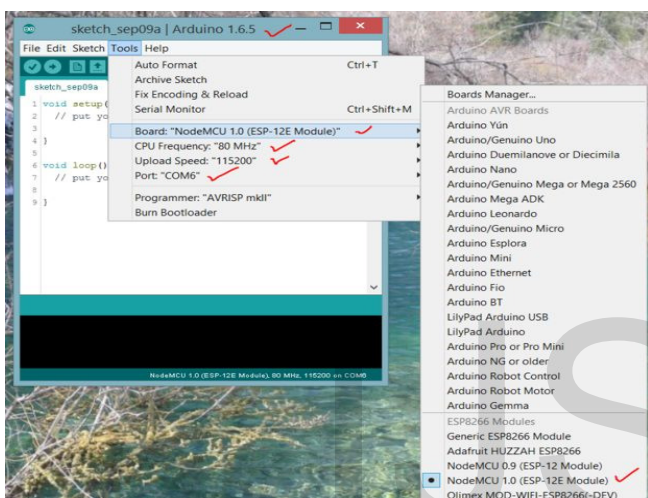 sketch_sep09a | Arduino 1.6.5
File Edit Sketch Tools Help
sketch_sep09a
1 void setup(
2 // put yo
3
4 }
5
6 void loop()
7 // put yo
8
9 }
Auto Format Ctrl+T
Archive Sketch
Fix Encoding & Reload
Serial Monitor Ctrl+Shift+M
Board: "NodeMCU 1.0 (ESP-12E Module)"
CPU Frequency: "80 MHz"
Upload Speed: "115200"
Port: "COM6"
Programmer: "AVRISP mkII"
Burn Bootloader
NodeMCU 1.0 (ESP-12E Module), 80 MHz, 115200 on COM6
Boards Manager...
Arduino AVR Boards
Arduino Yún
Arduino/Genuino Uno
Arduino Duemilanove or Diecimila
Arduino Nano
Arduino/Genuino Mega or Mega 2560
Arduino Mega ADK
Arduino Leonardo
Arduino/Genuino Micro
Arduino Esplora
Arduino Mini
Arduino Ethernet
Arduino Fio
Arduino BT
LilyPad Arduino USB
LilyPad Arduino
Arduino Pro or Pro Mini
Arduino NG or older
Arduino Robot Control
Arduino Robot Motor
Arduino Gemma
ESP8266 Modules
Generic ESP8266 Module
Adafruit HUZZAH ESP8266
NodeMCU 0.9 (ESP-12 Module)
NodeMCU 1.0 (ESP-12E Module)
Olimex MOD-WIFI-ESP8266(-DEV)